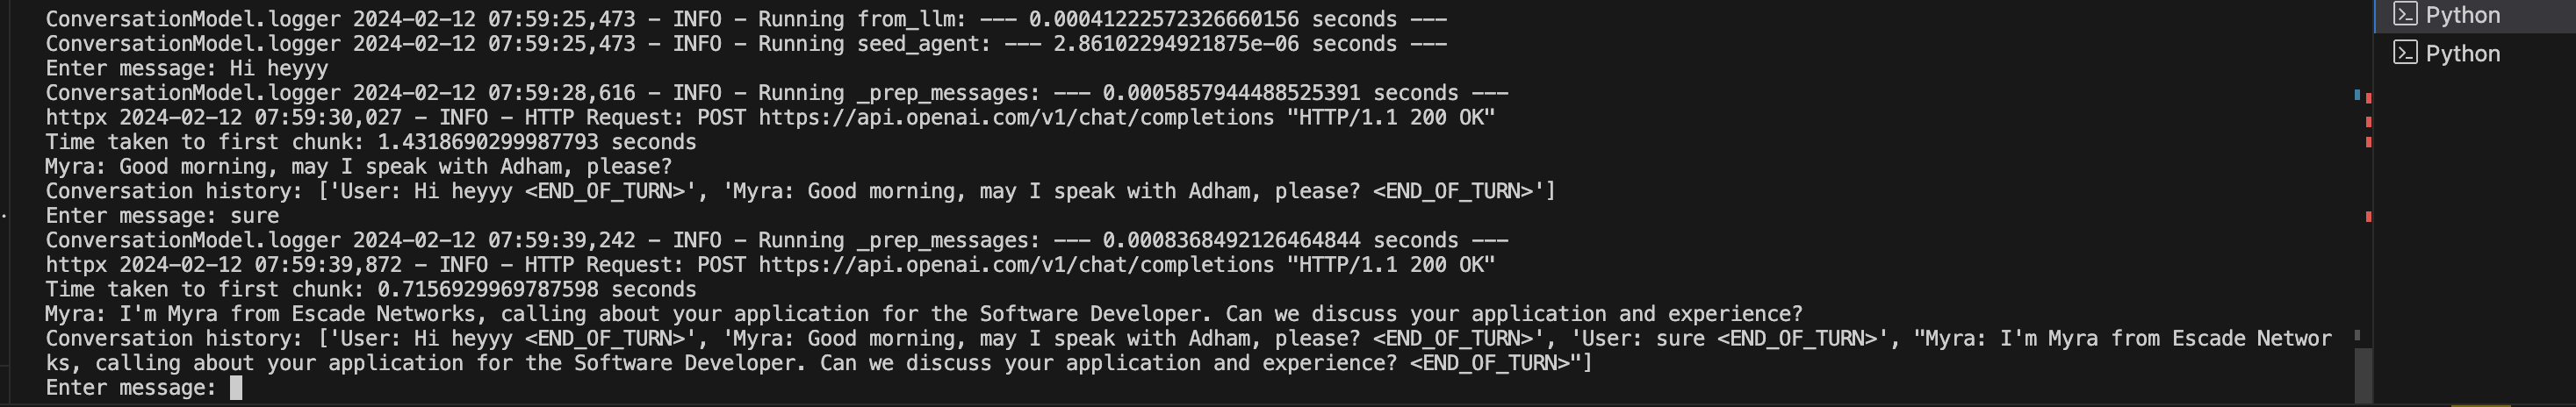 ConversationModel.logger 2024-02-12 07:59:25,473 - INFO - Running from_llm: --- 0.00041222572326660156 seconds ---
ConversationModel.logger 2024-02-12 07:59:25,473 - INFO - Running seed_agent: --- 2.86102294921875e-06 seconds ---
Enter message: Hi heyyy
ConversationModel.logger 2024-02-12 07:59:28,616 - INFO - Running _prep_messages: --- 0.0005857944488525391 seconds ---
httpx 2024-02-12 07:59:30,027 - INFO - HTTP Request: POST https://api.openai.com/v1/chat/completions "HTTP/1.1 200 OK"
Time taken to first chunk: 1.4318690299987793 seconds
Myra: Good morning, may I speak with Adham, please?
Conversation history: ['User: Hi heyyy <END_OF_TURN>', 'Myra: Good morning, may I speak with Adham, please? <END_OF_TURN>']
Enter message: sure
ConversationModel.logger 2024-02-12 07:59:39,242 - INFO - Running _prep_messages: --- 0.0008368492126464844 seconds ---
httpx 2024-02-12 07:59:39,872 - INFO - HTTP Request: POST https://api.openai.com/v1/chat/completions "HTTP/1.1 200 OK"
Time taken to first chunk: 0.7156929969787598 seconds
Myra: I'm Myra from Escade Networks, calling about your application for the Software Developer. Can we discuss your application and experience?
Conversation history: ['User: Hi heyyy <END_OF_TURN>', 'Myra: Good morning, may I speak with Adham, please? <END_OF_TURN>', 'User: sure <END_OF_TURN>', "Myra: I'm Myra from Escade Networ
ks, calling about your application for the Software Developer. Can we discuss your application and experience? <END_OF_TURN>"]
Enter message:
Python
Python